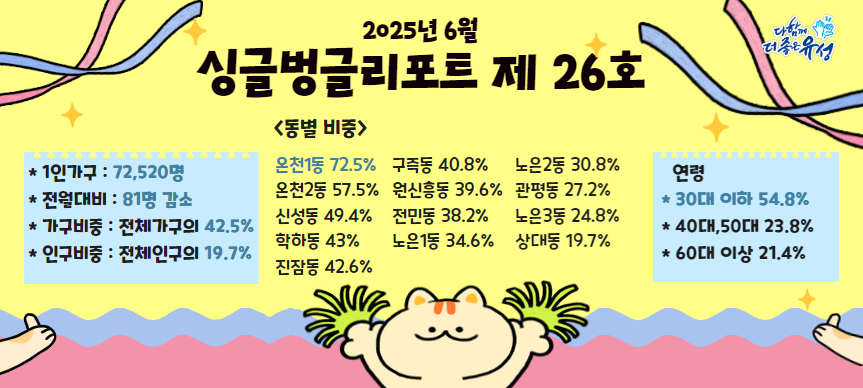 2025년 6월
싱글벙글리포트 제 26호
다함께
더좋은유성
* 1인가구 : 72,520명
* 전월대비 : 81명 감소
* 가구비중 : 전체가구의 42.5%
* 인구비중 : 전체인구의 19.7%
<동별 비중>
온천1동 72.5% 구즉동 40.8% 노은2동 30.8%
온천2동 57.5% 원신흥동 39.6% 관평동 27.2%
신성동 49.4% 전민동 38.2% 노은3동 24.8%
학하동 43% 노은1동 34.6% 상대동 19.7%
진잠동 42.6%
연령
* 30대 이하 54.8%
* 40대,50대 23.8%
* 60대 이상 21.4%